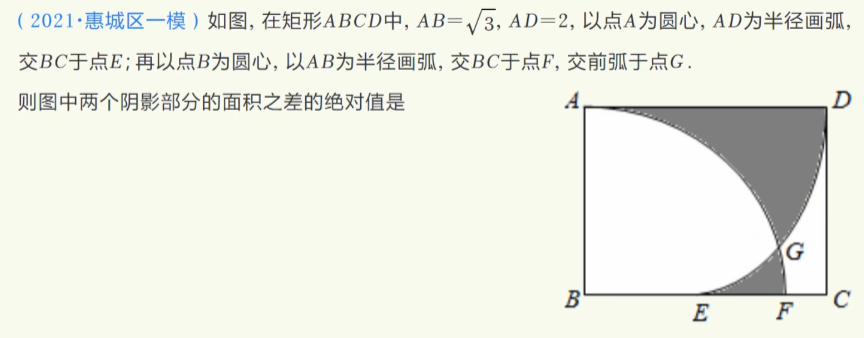 （2021·惠城区一模）如图, 在矩形ABCD中, AB=√3, AD=2, 以点A为圆心, AD为半径画弧,
交BC于点E; 再以点B为圆心, 以AB为半径画弧, 交BC于点F, 交前弧于点G.
则图中两个阴影部分的面积之差的绝对值是
A D
G
B E F C